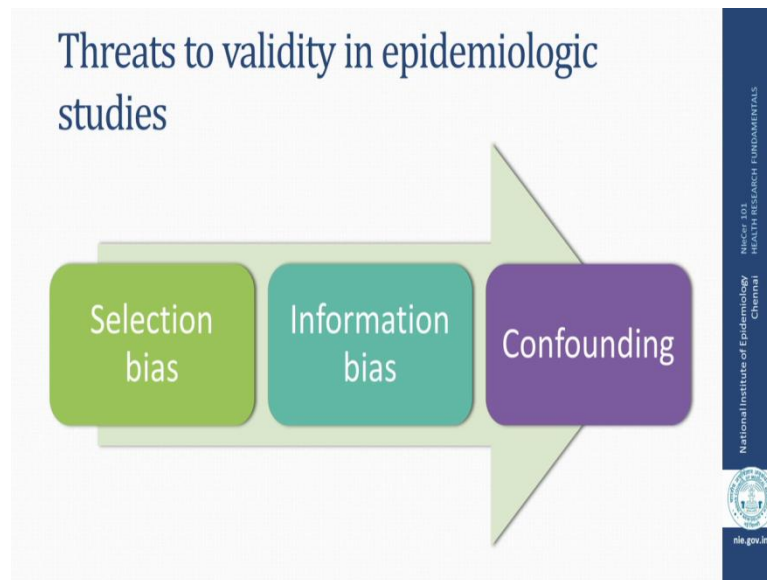 Threats to validity in epidemiologic
studies
Selection
bias
Information
bias
Confounding
NIeCer 101
HEALTH RESEARCH FUNDAMENTALS
National Institute of Epidemiology
Chennai
nie.gov.in